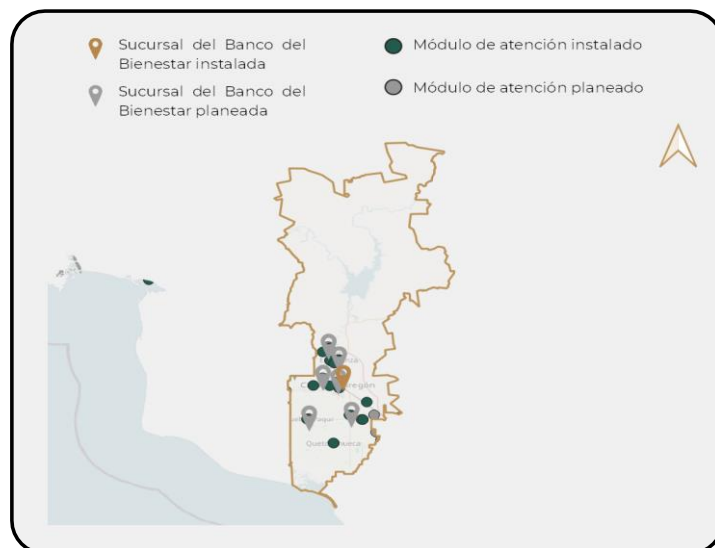 Sucursal del Banco del
Bienestar instalada
Sucursal del Banco del
Bienestar planeada
Módulo de atención instalado
Módulo de atención planeado